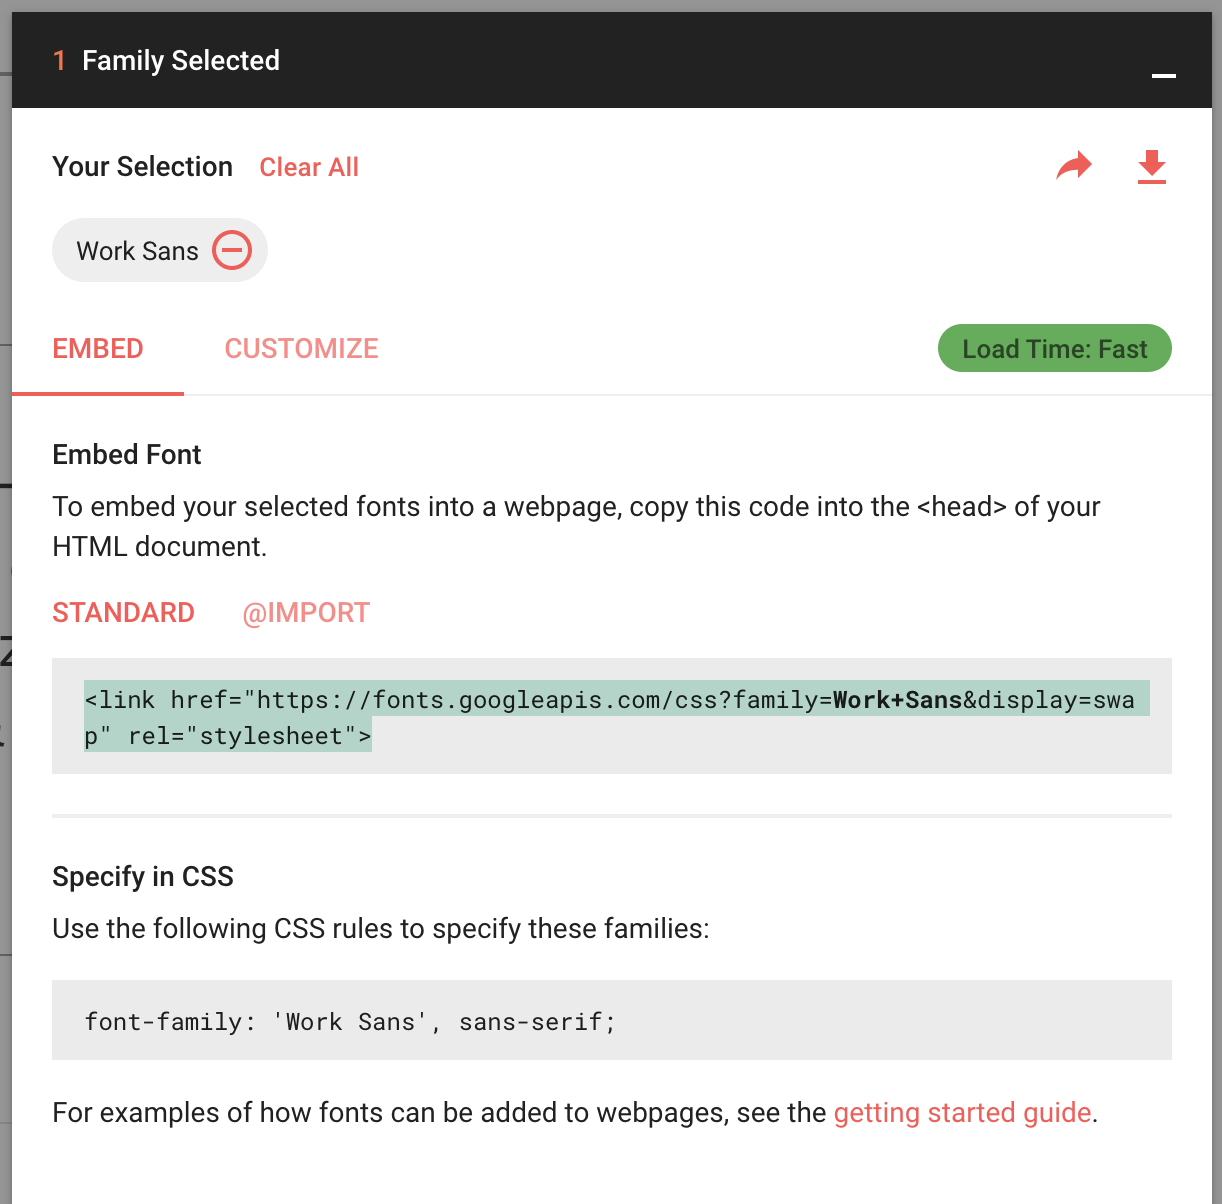 1 Family Selected
Your Selection Clear All
Work Sans
EMBED CUSTOMIZE Load Time: Fast
Embed Font
To embed your selected fonts into a webpage, copy this code into the <head> of your
HTML document.
STANDARD @IMPORT
<link href="https://fonts.googleapis.com/css?family=Work+Sans&display=swa
p" rel="stylesheet">
Specify in CSS
Use the following CSS rules to specify these families:
font-family: 'Work Sans', sans-serif;
For examples of how fonts can be added to webpages, see the getting started guide.